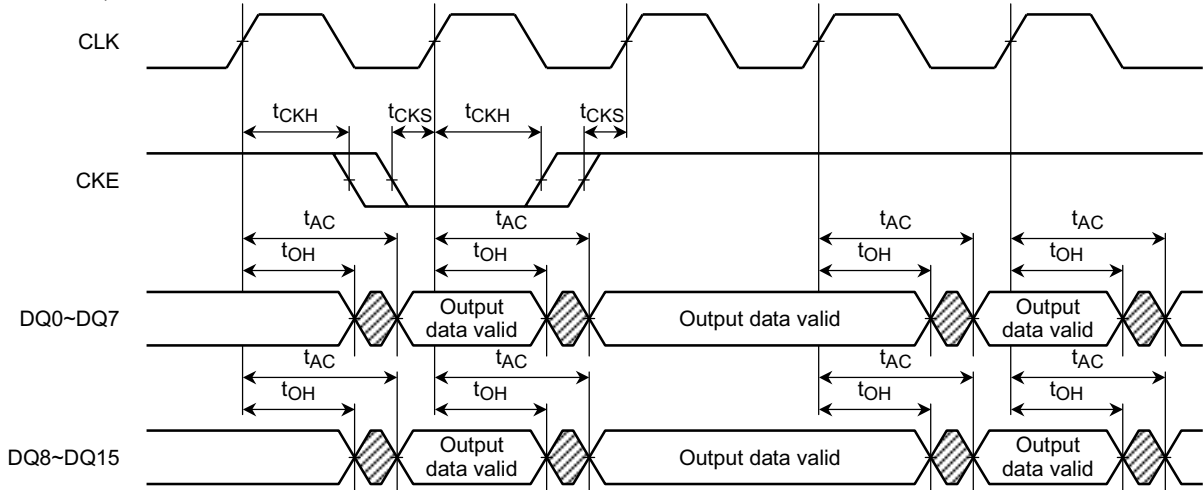 CLK
tCKH tCKS tCKH tCKS
CKE
tAC tAC tAC tAC
tOH tOH tOH tOH
DQ0~DQ7
Output data valid
Output data valid
Output data valid
tAC tAC tAC tAC
tOH tOH tOH tOH
DQ8~DQ15
Output data valid
Output data valid
Output data valid